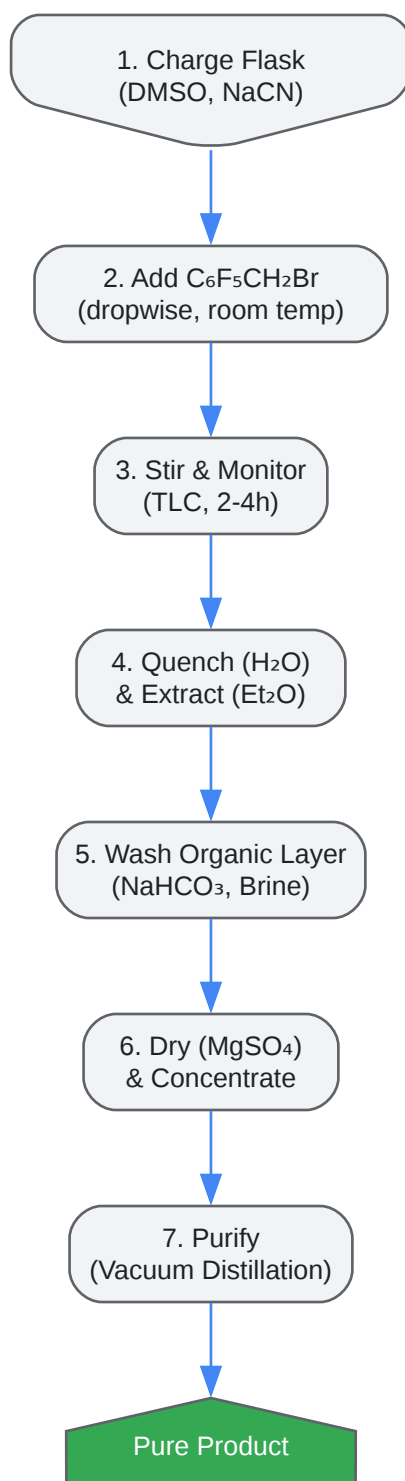 1. Charge Flask
(DMSO, NaCN)
2. Add C₆F₅CH₂Br
(dropwise, room temp)
3. Stir & Monitor
(TLC, 2-4h)
4. Quench (H₂O)
& Extract (Et₂O)
5. Wash Organic Layer
(NaHCO₃, Brine)
6. Dry (MgSO₄)
& Concentrate
7. Purify
(Vacuum Distillation)
Pure Product